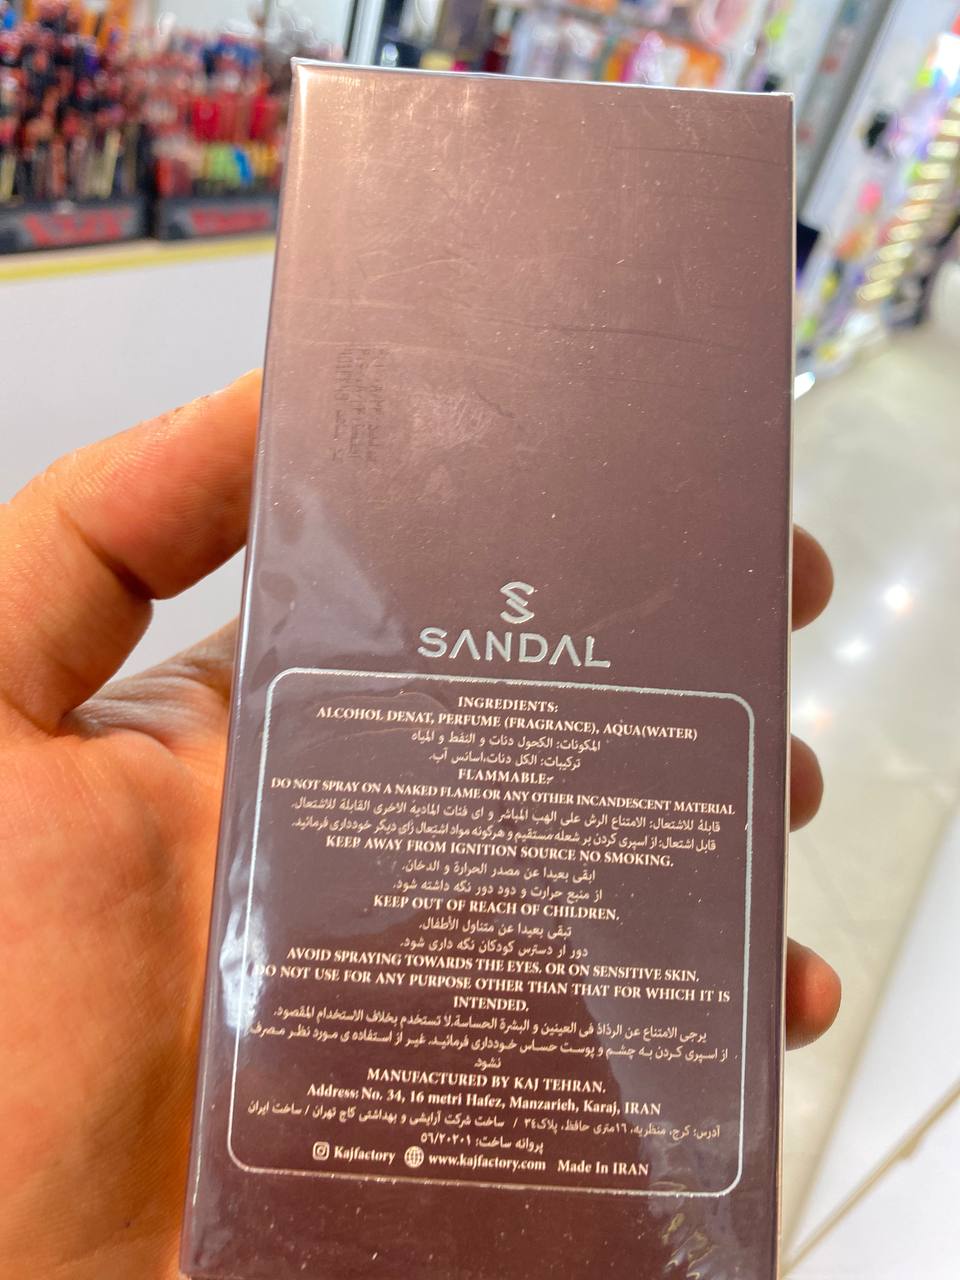 SANDAL
INGREDIENTS:
ALCOHOL DENAT, PERFUME (FRAGRANCE), AQUA(WATER)
المكونات: الكحول دنات و النفط و المياه
ترکیبات: الکل دنات،اسانس آب.
FLAMMABLE:
DO NOT SPRAY ON A NAKED FLAME OR ANY OTHER INCANDESCENT MATERIAL
قابلة للاشتعال: الامتناع الرش على الهب المباشر و اى فئات المادية الاخرى القابلة للاشتعال.
قابل اشتعال: از اسپری کردن بر شعله مستقیم و هرگونه مواد اشتعال زای دیگر خودداری فرمائید.
KEEP AWAY FROM IGNITION SOURCE NO SMOKING.
ابقى بعيدا عن مصدر الحرارة و الدخان.
از منبع حرارت و دود دور نگه داشته شود.
KEEP OUT OF REACH OF CHILDREN.
تبقى بعيدا عن متناول الأطفال.
دور از دسترس کودکان نگه داری شود.
AVOID SPRAYING TOWARDS THE EYES. OR ON SENSITIVE SKIN.
DO NOT USE FOR ANY PURPOSE OTHER THAN THAT FOR WHICH IT IS
INTENDED.
يرجى الامتناع عن الرذاذ فى العينين و البشرة الحساسة.لا تستخدم بخلاف الاستخدام المقصود.
از اسپری کردن به چشم و پوست حساس خودداری فرمائید. غیر از استفاده ی مورد نظر مصرف
نشود.
MANUFACTURED BY KAJ TEHRAN.
Address: No. 34, 16 metri Hafez, Manzarieh, Karaj, IRAN
آدرس: کرج، منظریه، ۱۶متری حافظ، پلاک۳۴ / ساخت شرکت آرایشی و بهداشتی کاج تهران / ساخت ایران
پروانه ساخت: ۵۶/۲۰۲۰۱
Kajfactory www.kajfactory.com Made In IRAN